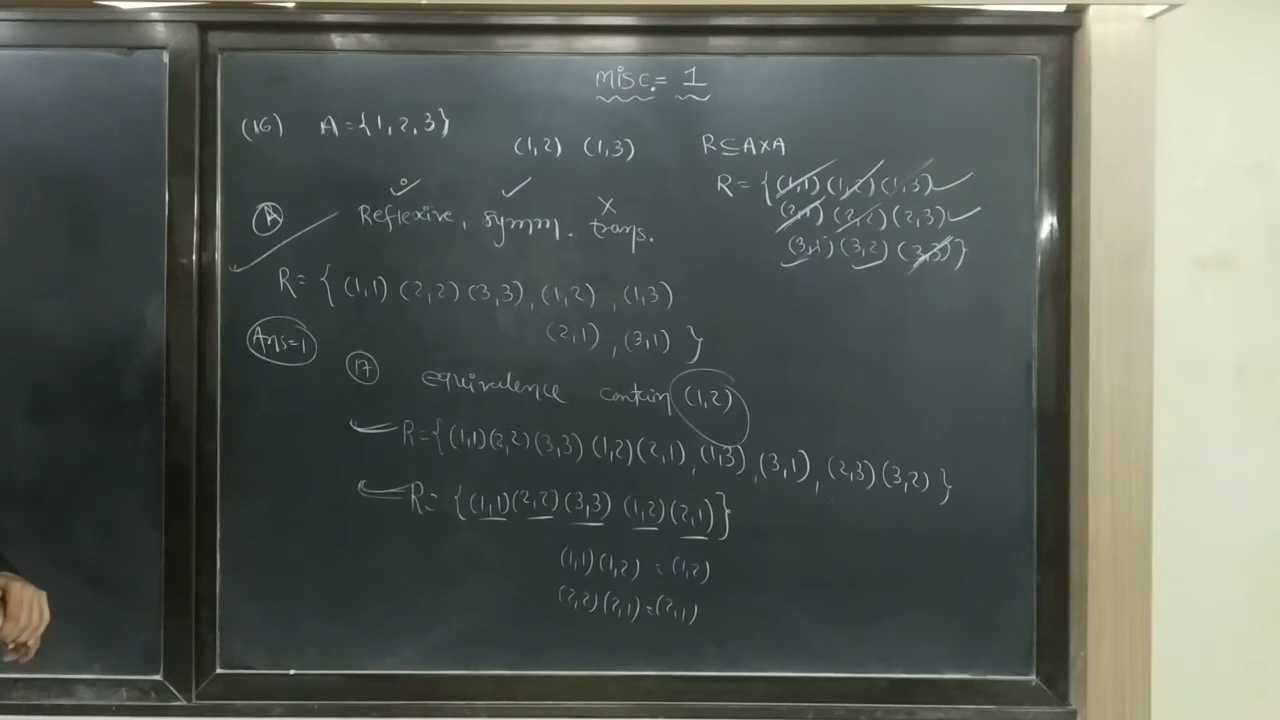 Misc. = 1
(16) A = {1, 2, 3}
(1,2) (1,3)
R ⊆ A × A
R = { (1,1) (1,2) (1,3)
(2,1) (2,2) (2,3)
(3,1) (3,2) (3,3) }
(A) Reflexive, symm. trans.
R = { (1,1) (2,2) (3,3), (1,2) , (1,3)
(2,1) , (3,1) }
Ans = 1
(17) equivalence contain (1,2)
R = { (1,1) (2,2) (3,3) (1,2) (2,1) , (1,3) , (3,1) , (2,3) (3,2) }
R = { (1,1) (2,2) (3,3) (1,2) (2,1) }
(1,1) (1,2) = (1,2)
(2,2) (2,1) = (2,1)